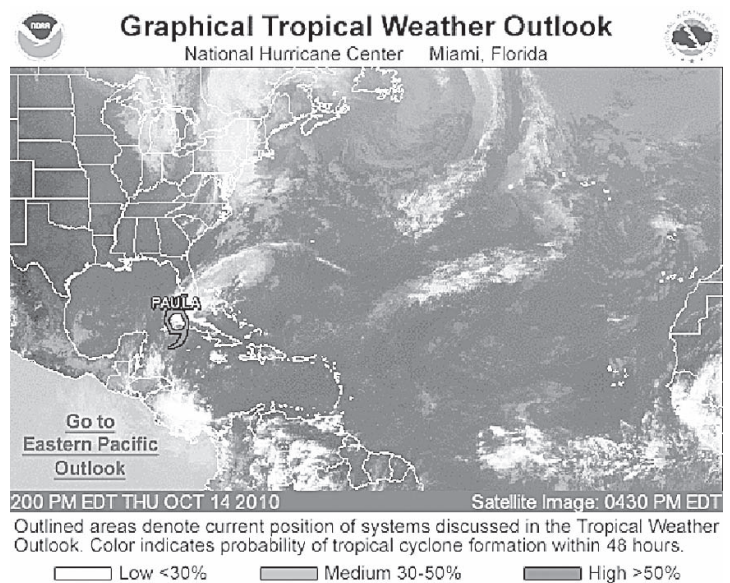 NOAA
Graphical Tropical Weather Outlook
National Hurricane Center Miami, Florida
PAULA
Go to
Eastern Pacific
Outlook
200 PM EDT THU OCT 14 2010 Satellite Image: 0430 PM EDT
Outlined areas denote current position of systems discussed in the Tropical Weather
Outlook. Color indicates probability of tropical cyclone formation within 48 hours.
Low <30% Medium 30-50% High >50%